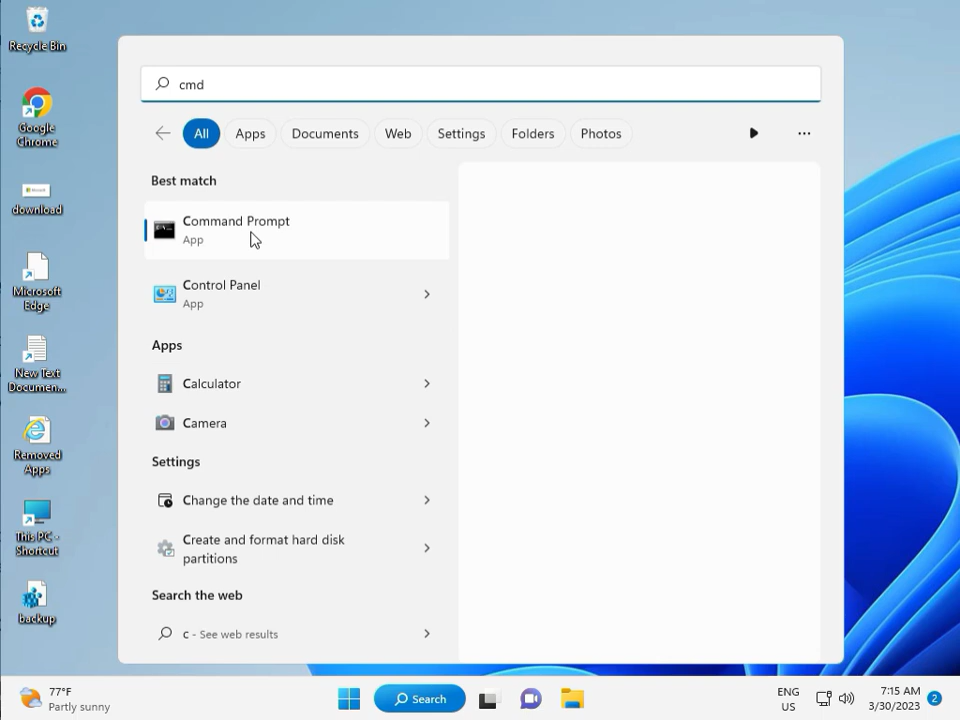 Recycle Bin
Google
Chrome
download
Microsoft
Edge
New Text
Documen...
Removed
Apps
This PC -
Shortcut
backup
cmd
All
Apps
Documents
Web
Settings
Folders
Photos
Best match
Command Prompt
App
Control Panel
App
Apps
Calculator
Camera
Settings
Change the date and time
Create and format hard disk
partitions
Search the web
c - See web results
77°F
Partly sunny
Search
ENG
US
7:15 AM
3/30/2023
2